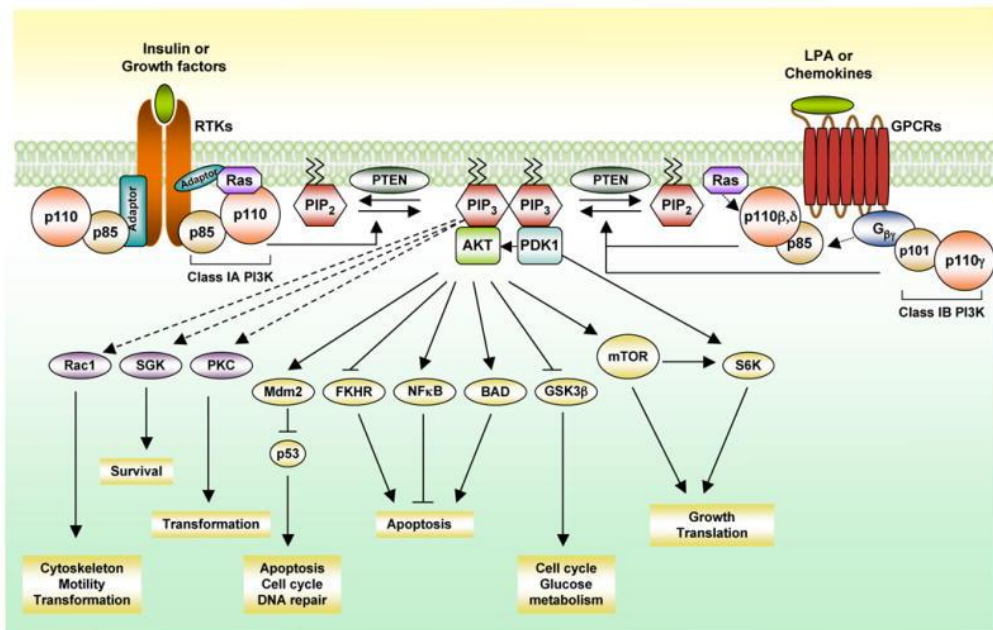 Insulin or
Growth factors
RTKs
LPA or
Chemokines
GPCRs
Adaptor
Ras
p110
p85
Adaptor
p85
p110
Class IA PI3K
PIP2
PTEN
PIP3
PIP3
AKT
PDK1
PTEN
PIP2
Ras
p110β,δ
p85
Gβγ
p101
p110γ
Class IB PI3K
Rac1
SGK
PKC
Mdm2
FKHR
NFκB
BAD
GSK3β
mTOR
S6K
p53
Survival
Transformation
Apoptosis
Growth
Translation
Cytoskeleton
Motility
Transformation
Apoptosis
Cell cycle
DNA repair
Cell cycle
Glucose
metabolism